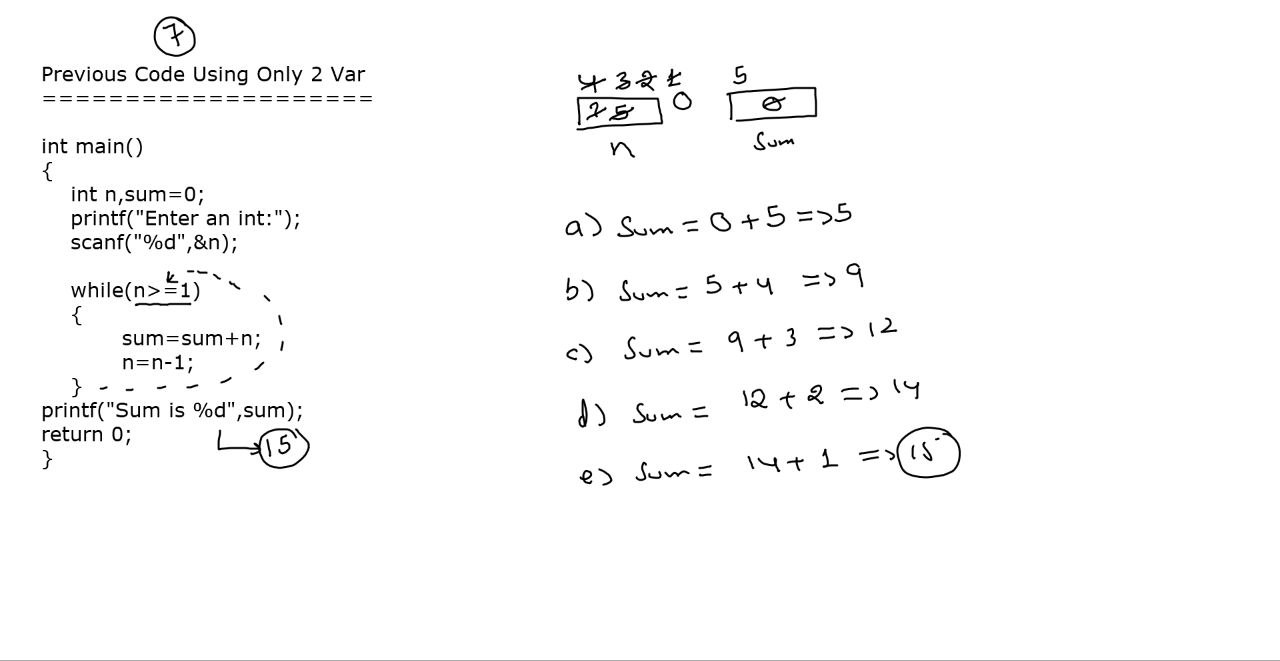 7
Previous Code Using Only 2 Var
====================
int main()
{
int n,sum=0;
printf("Enter an int:");
scanf("%d",&n);
while(n>=1)
{
sum=sum+n;
n=n-1;
}
printf("Sum is %d",sum);
return 0;
}
15
4 3 2 1
5 0
n
5
0
Sum
a) Sum = 0 + 5 => 5
b) Sum = 5 + 4 => 9
c) Sum = 9 + 3 => 12
d) Sum = 12 + 2 => 14
e) Sum = 14 + 1 => 15